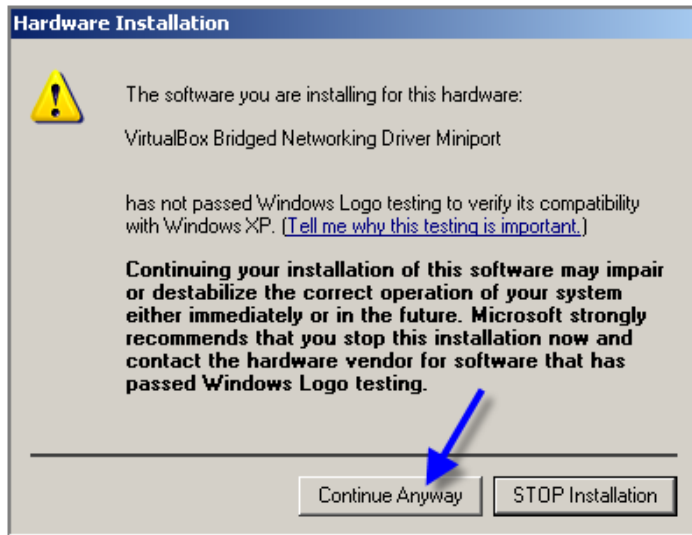 Hardware Installation
The software you are installing for this hardware:
VirtualBox Bridged Networking Driver Miniport
has not passed Windows Logo testing to verify its compatibility
with Windows XP. (Tell me why this testing is important.)
Continuing your installation of this software may impair
or destabilize the correct operation of your system
either immediately or in the future. Microsoft strongly
recommends that you stop this installation now and
contact the hardware vendor for software that has
passed Windows Logo testing.
Continue Anyway
STOP Installation